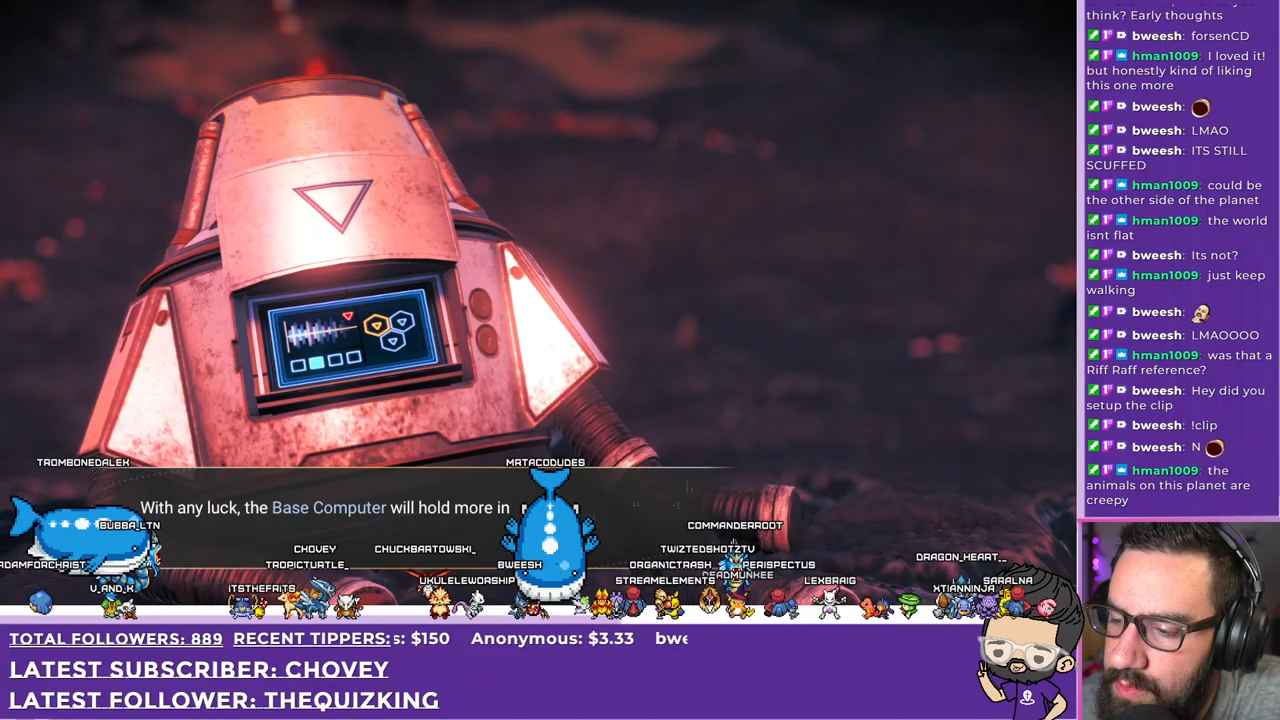 think? Early thoughts
bweesh: forsenCD
hman1009: I loved it!
but honestly kind of liking
this one more
bweesh:
bweesh: LMAO
bweesh: ITS STILL
SCUFFED
hman1009: could be
the other side of the planet
hman1009: the world
isnt flat
bweesh: Its not?
hman1009: just keep
walking
bweesh:
bweesh: LMAOOOO
hman1009: was that a
Riff Raff reference?
bweesh: Hey did you
setup the clip
bweesh: !clip
bweesh: N
hman1009: the
animals on this planet are
creepy
TROMBONEDALEK
MATACODUDES
With any luck, the Base Computer will hold more in
BUBBA_LTN
COMMANDERROOT
CHOVEY
CHUCKBARTOWSKI_
TWIZTEDSHOTZTV
DRAGON_HEART__
ADAMFORCHRIST
TROPICTURTLE_
BWEESH
ORGAN1CTRASH
PERISPECTUS
DEADMUNKEE
V_AND_K
ITSTHEFRITS
UKULELEWORSHIP
STREAMELEMENTS
LEXBRAIG
XTIANNINJA
SARALNA
TOTAL FOLLOWERS: 889 RECENT TIPPERS: s: $150 Anonymous: $3.33 bwe
LATEST SUBSCRIBER: CHOVEY
LATEST FOLLOWER: THEQUIZKING